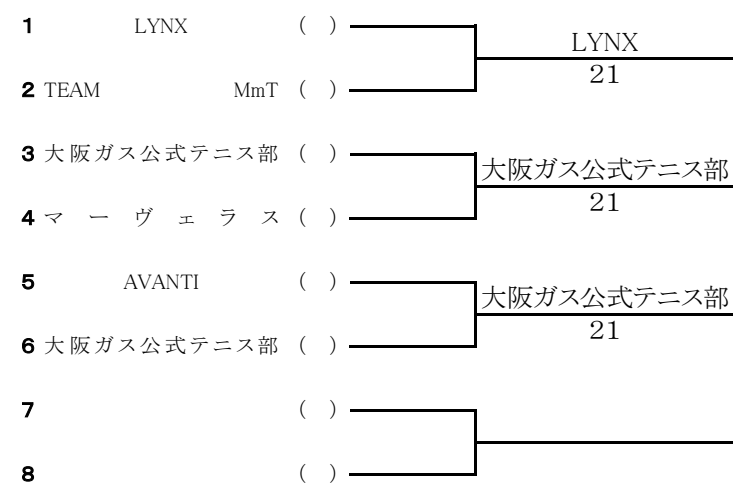 1 LYNX ( )
LYNX
21
2 TEAM MmT ( )
3 大阪ガス公式テニス部 ( )
大阪ガス公式テニス部
21
4 マーヴェラス ( )
5 AVANTI ( )
大阪ガス公式テニス部
21
6 大阪ガス公式テニス部 ( )
7 ( )
8 ( )